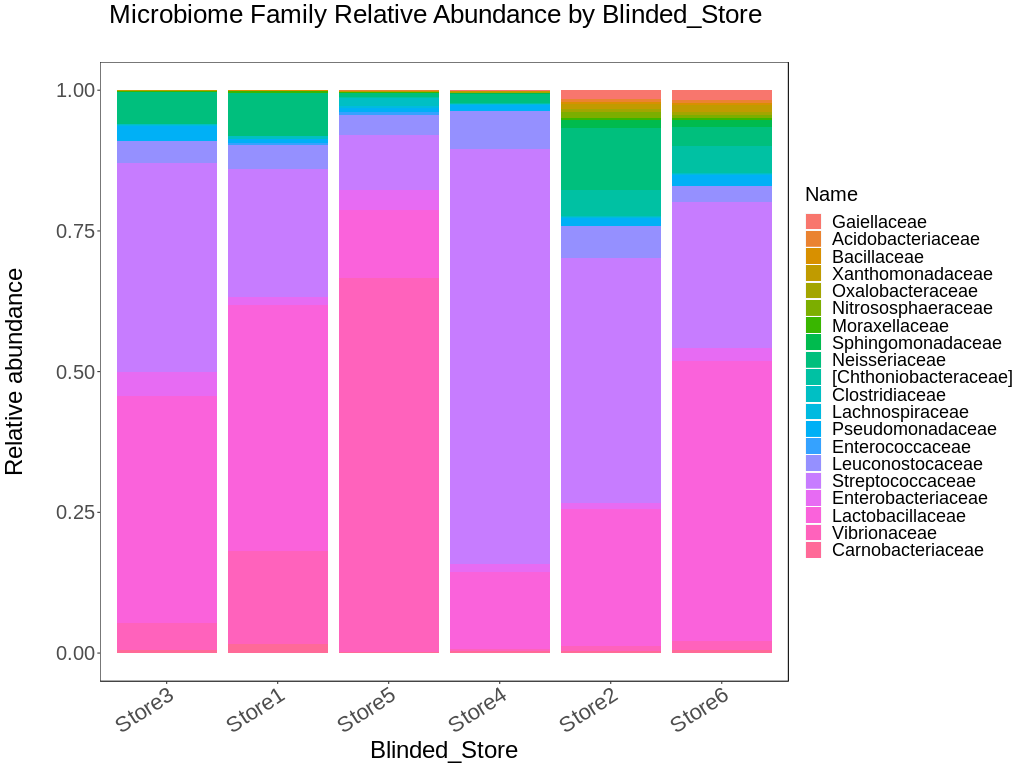 Microbiome Family Relative Abundance by Blinded_Store
Relative abundance
1.00
0.75
0.50
0.25
0.00
Store3
Store1
Store5
Store4
Store2
Store6
Blinded_Store
Name
Gaiellaceae
Acidobacteriaceae
Bacillaceae
Xanthomonadaceae
Oxalobacteraceae
Nitrososphaeraceae
Moraxellaceae
Sphingomonadaceae
Neisseriaceae
[Chthoniobacteraceae]
Clostridiaceae
Lachnospiraceae
Pseudomonadaceae
Enterococcaceae
Leuconostocaceae
Streptococcaceae
Enterobacteriaceae
Lactobacillaceae
Vibrionaceae
Carnobacteriaceae